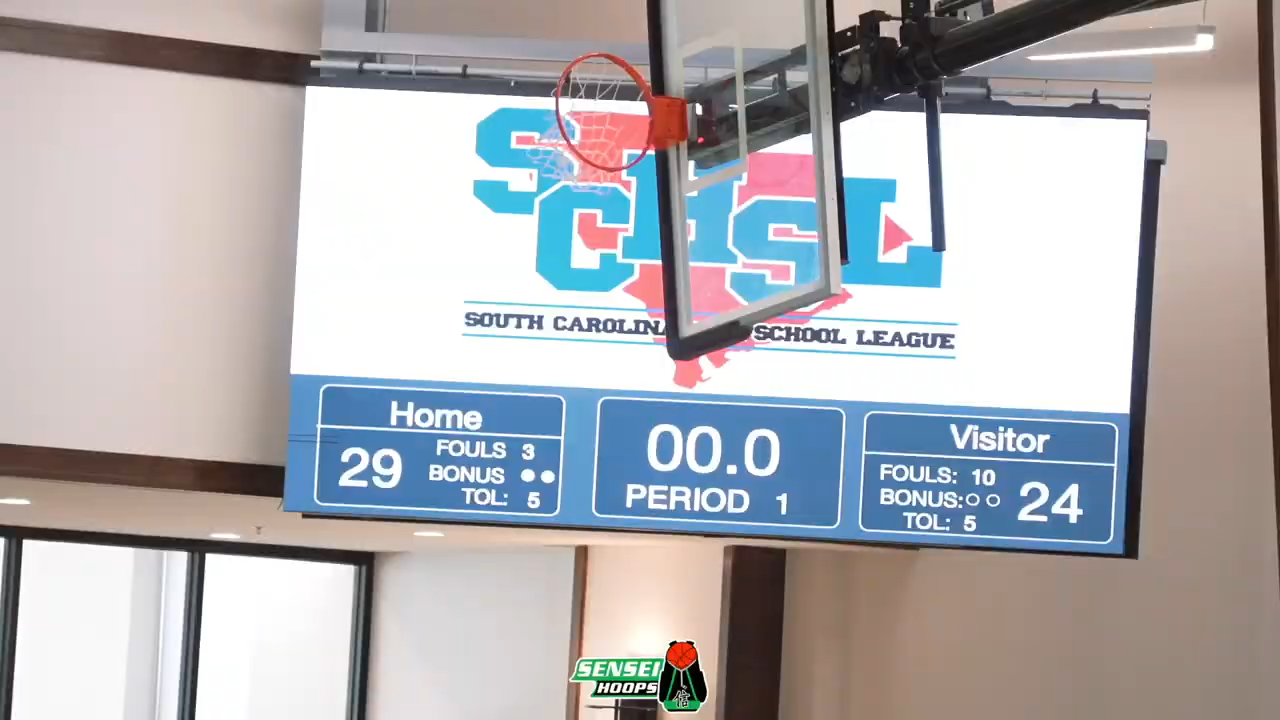 SCHSL
SOUTH CAROLINA SCHOOL LEAGUE
Home
29
FOULS 3
BONUS
TOL: 5
00.0
PERIOD 1
Visitor
FOULS: 10
BONUS:
TOL: 5
24
SENSEI
HOOPS
信